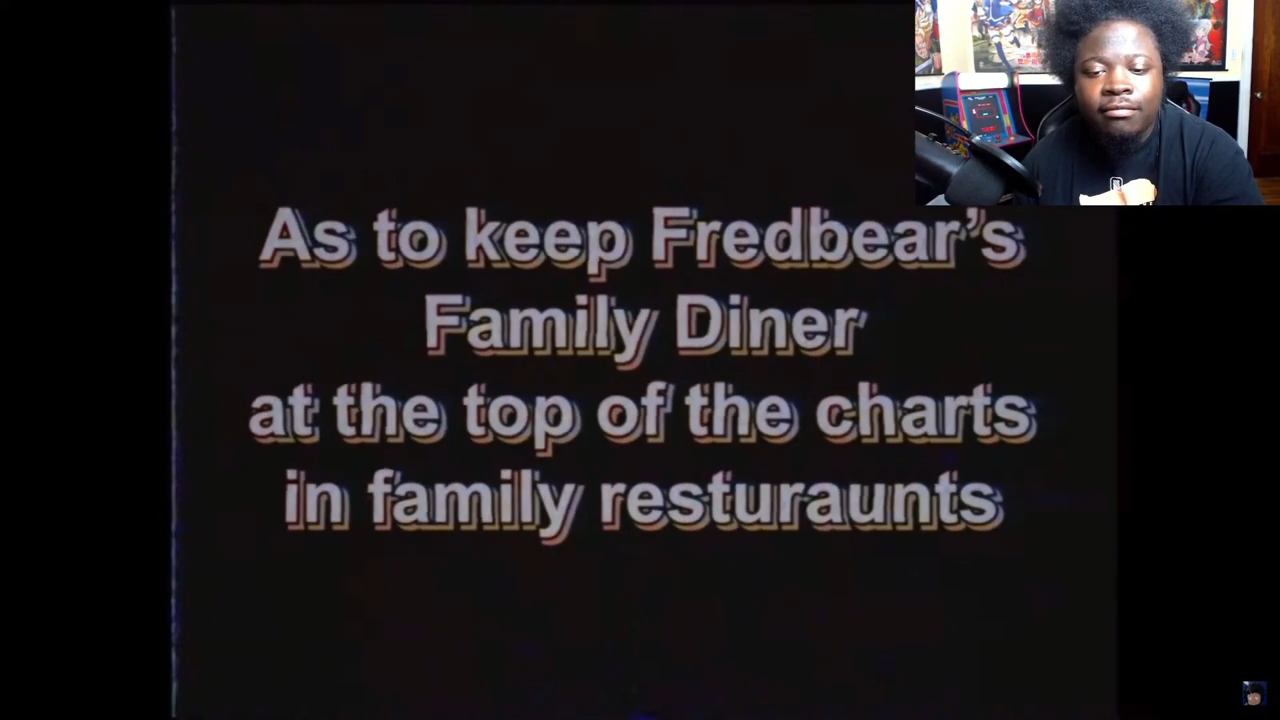 As to keep Fredbear's
Family Diner
at the top of the charts
in family resturaunts